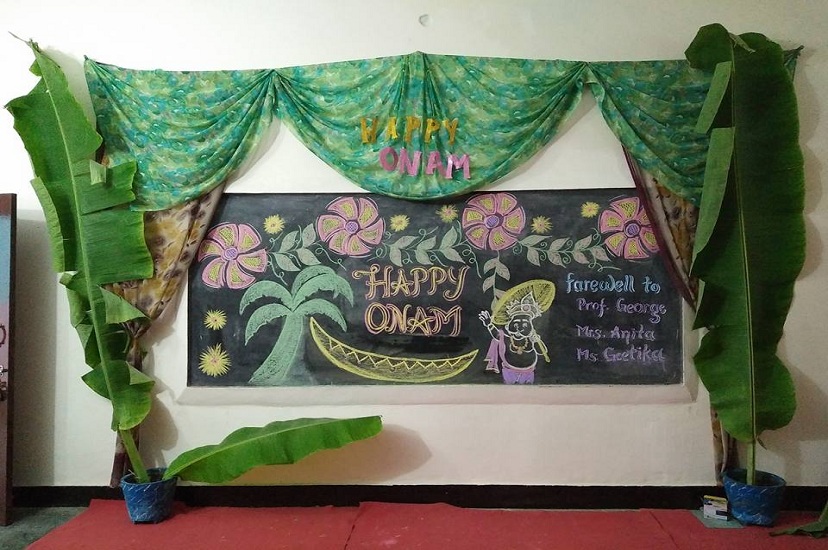 HAPPY
ONAM
HAPPY
ONAM
farewell to
Prof. George
Mrs. Anita
Ms Geetika